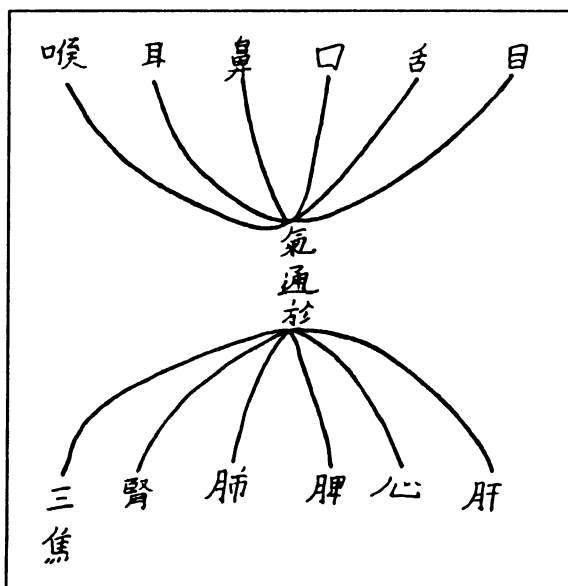 喉 耳 鼻 口 舌 目
氣通於
三焦 腎 肺 脾 心 肝